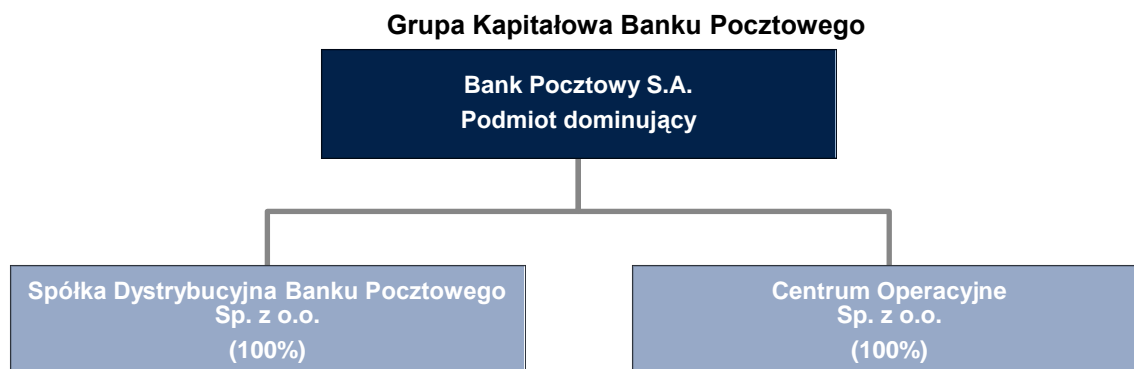 Grupa Kapitałowa Banku Pocztowego
Bank Pocztowy S.A.
Podmiot dominujący
Spółka Dystrybucyjna Banku Pocztowego
Sp. z o.o.
(100%)
Centrum Operacyjne
Sp. z o.o.
(100%)